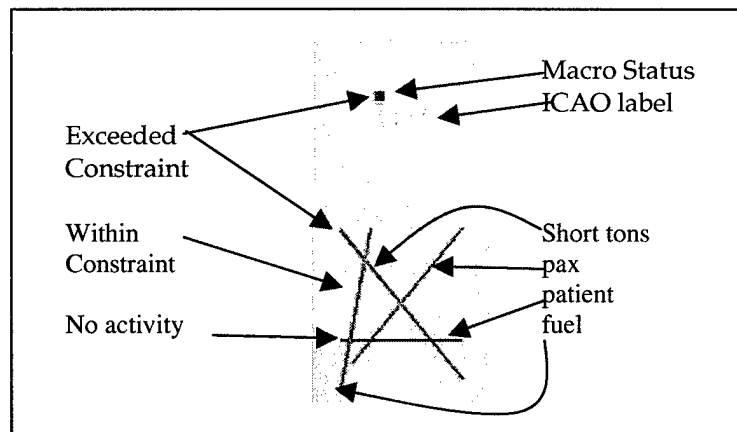 Macro Status
ICAO label
Exceeded
Constraint
Within
Constraint
No activity
Short tons
pax
patient
fuel